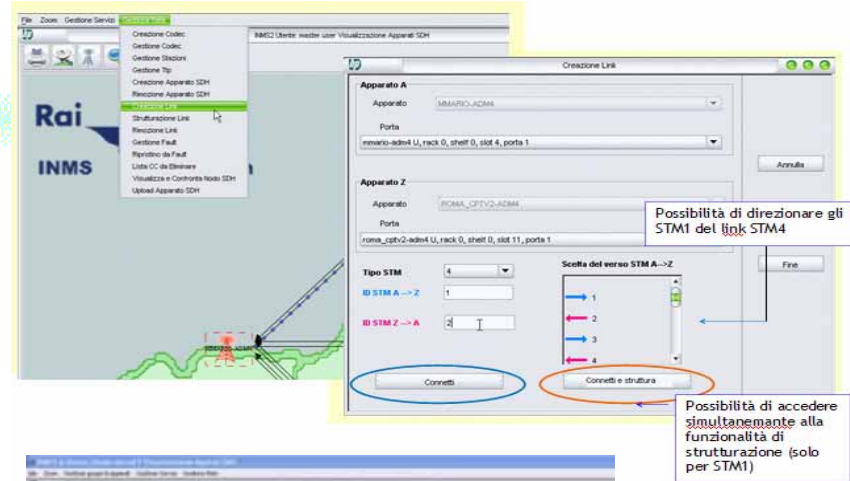 File Zoom Gestione Servizi Gestione Rete
INMS2 Utente: master user Visualizzazione Apparati SDH
Creazione Codec
Gestione Codec
Gestione Stazioni
Gestione Ttp
Creazione Apparato SDH
Rimozione Apparato SDH
Creazione Link
Strutturazione Link
Rimozione Link
Gestione Fault
Ripristino da Fault
Lista CC da Eliminare
Visualizza e Confronta Nodo SDH
Upload Apparato SDH
Rai
INMS
Creazione Link
Apparato A
Apparato
MMARIO-ADM4
Porta
mmario-adm4 U, rack 0, shelf 0, slot 4, porta 1
Annulla
Apparato Z
Apparato
ROMA_CPTV2-ADM4
Porta
roma_cptv2-adm4 U, rack 0, shelf 0, slot 11, porta 1
Possibilità di direzionare gli
STM1 del link STM4
Tipo STM
4
Scelta del verso STM A-->Z
Fine
ID STM A --> Z
1
ID STM Z --> A
2
1
2
3
4
Connetti
Connetti e struttura
Possibilità di accedere
simultanemante alla
funzionalità di
strutturazione (solo
per STM1)